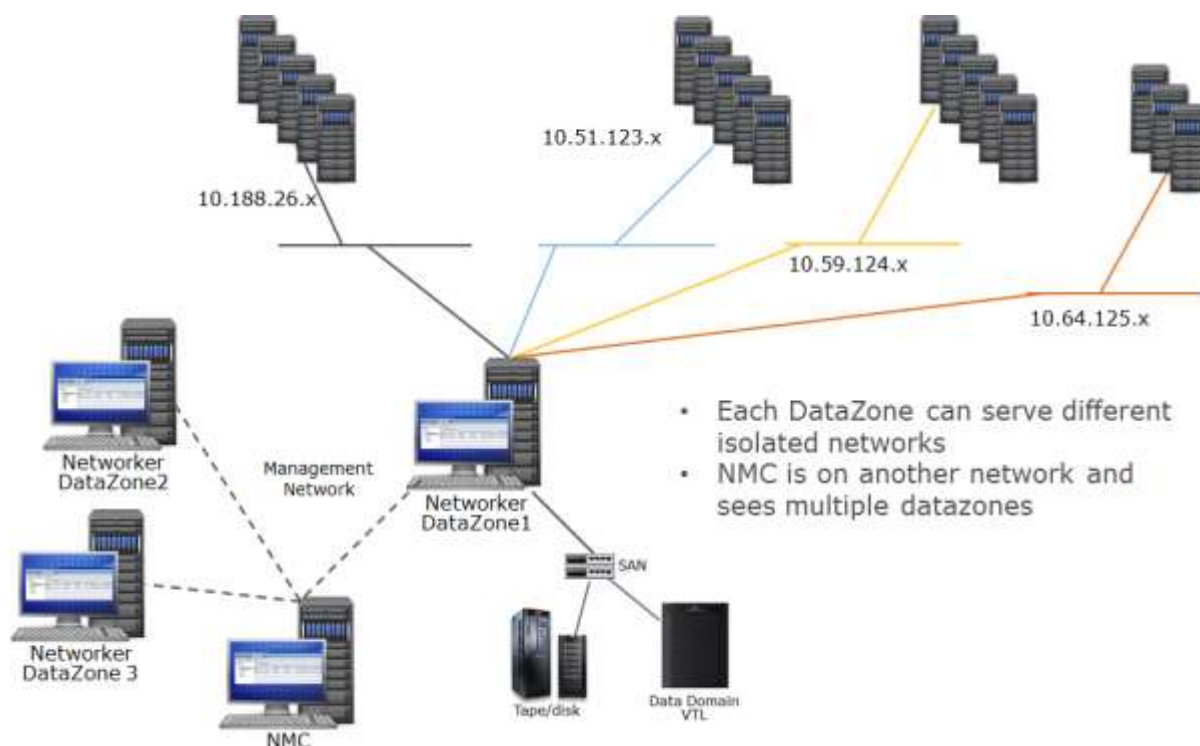 10.51.123.x
10.188.26.x
10.59.124.x
10.64.125.x
• Each DataZone can serve different
isolated networks
• NMC is on another network and
sees multiple datazones
Networker
DataZone2
Management
Network
Networker
DataZone1
SAN
Networker
DataZone 3
Tape/disk
Data Domain
VTL
NMC